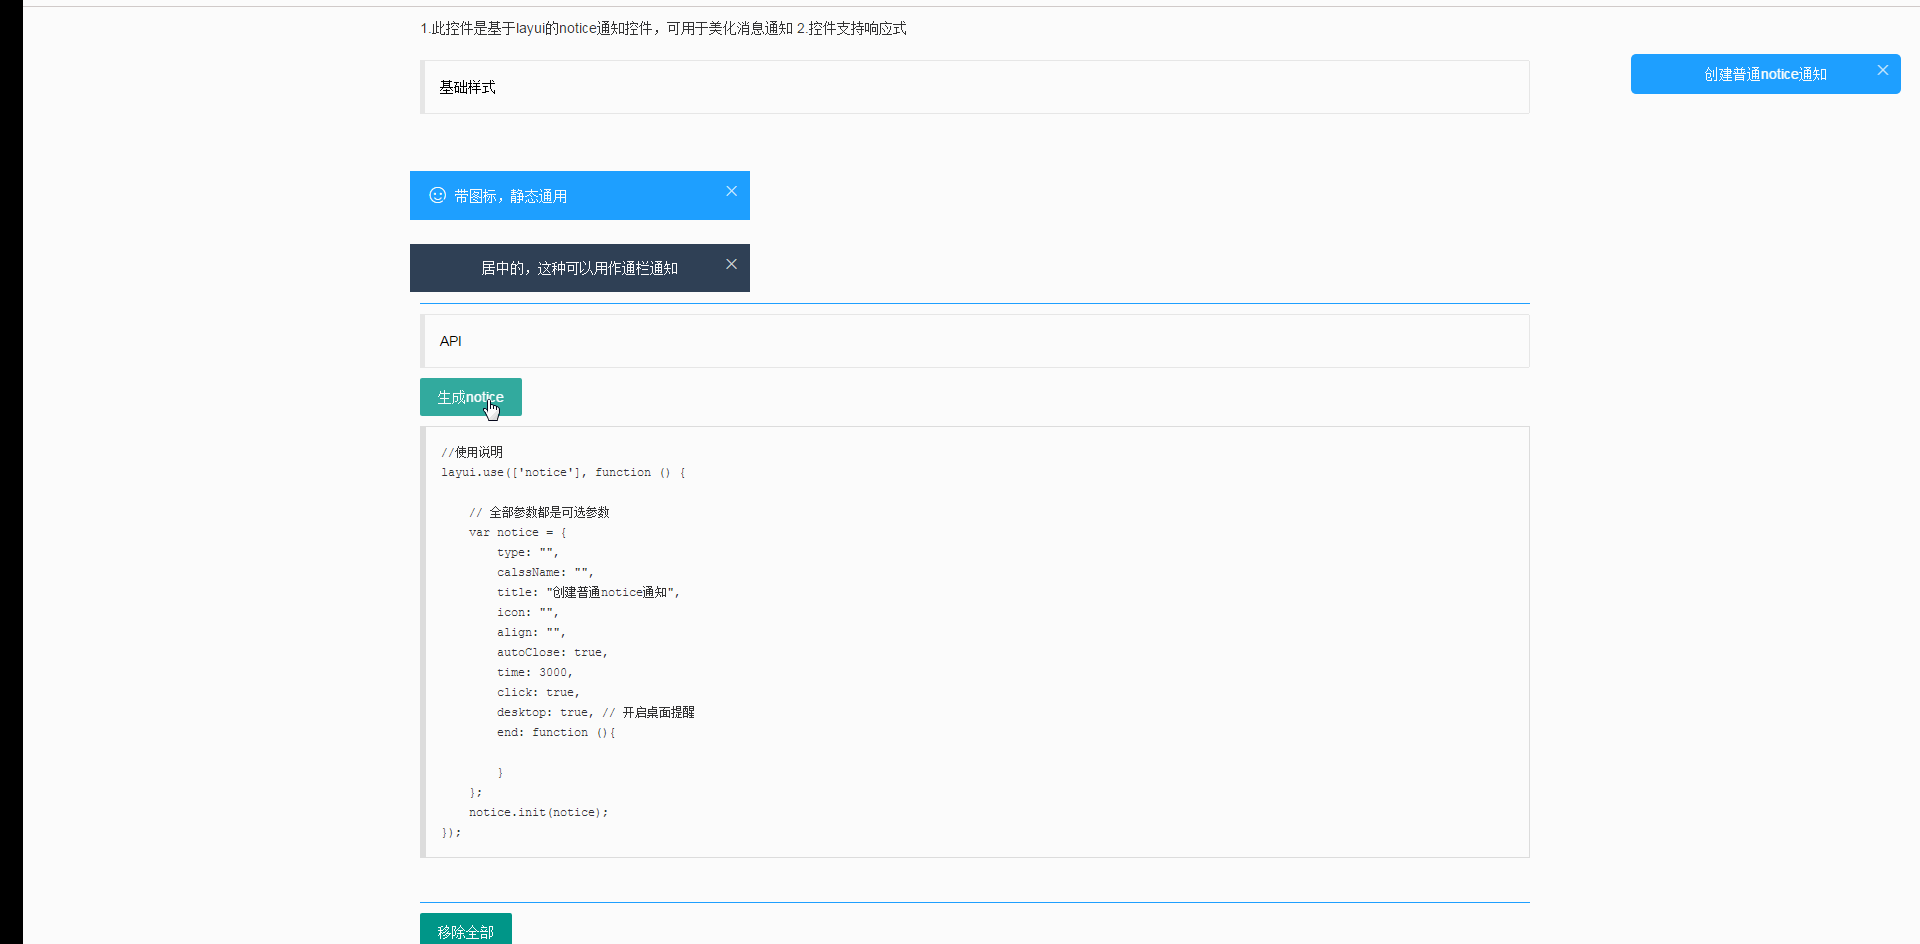 1.此控件是基于layui的notice通知控件，可用于美化消息通知 2.控件支持响应式
创建普通notice通知
基础样式
带图标，静态通用
居中的，这种可以用作通栏通知
API
生成notice
//使用说明
layui.use(['notice'], function () {
// 全部参数都是可选参数
var notice = {
type: "",
calssName: "",
title: "创建普通notice通知",
icon: "",
align: "",
autoClose: true,
time: 3000,
click: true,
desktop: true, // 开启桌面提醒
end: function (){
}
};
notice.init(notice);
});
移除全部